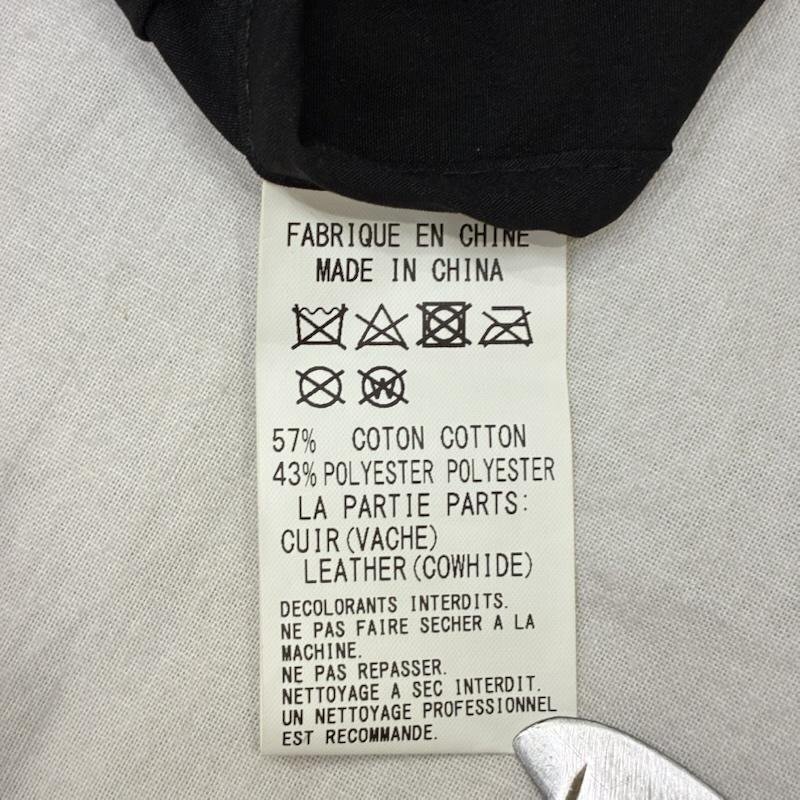 FABRIQUE EN CHINE
MADE IN CHINA
W
57% COTON COTTON
43% POLYESTER POLYESTER
LA PARTIE PARTS:
CUIR(VACHE)
LEATHER(COWHIDE)
DECOLORANTS INTERDITS.
NE PAS FAIRE SECHER A LA
MACHINE.
NE PAS REPASSER.
NETTOYAGE A SEC INTERDIT.
UN NETTOYAGE PROFESSIONNEL
EST RECOMMANDE.